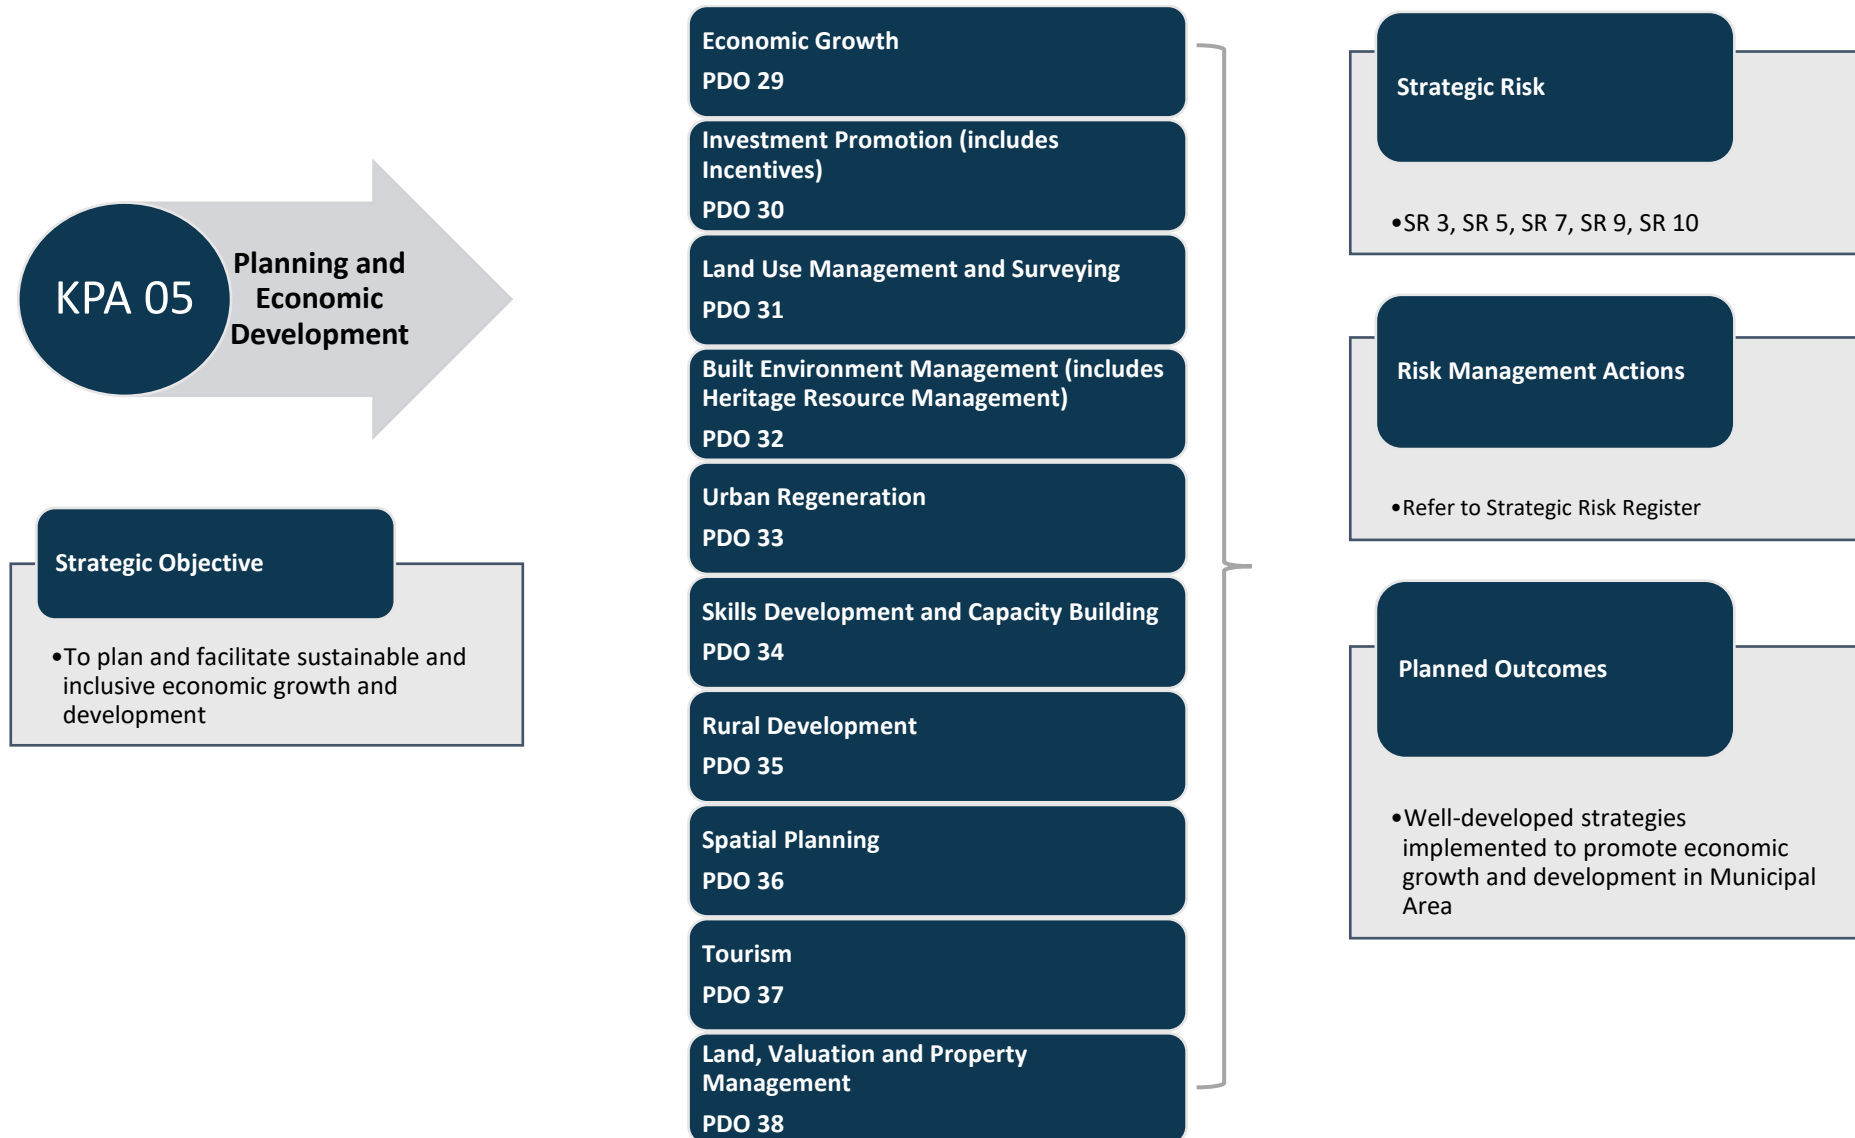 KPA 05
Planning and
Economic
Development
Strategic Objective
•To plan and facilitate sustainable and
inclusive economic growth and
development
Economic Growth
PDO 29
Investment Promotion (includes
Incentives)
PDO 30
Land Use Management and Surveying
PDO 31
Built Environment Management (includes
Heritage Resource Management)
PDO 32
Urban Regeneration
PDO 33
Skills Development and Capacity Building
PDO 34
Rural Development
PDO 35
Spatial Planning
PDO 36
Tourism
PDO 37
Land, Valuation and Property
Management
PDO 38
Strategic Risk
•SR 3, SR 5, SR 7, SR 9, SR 10
Risk Management Actions
•Refer to Strategic Risk Register
Planned Outcomes
•Well-developed strategies
implemented to promote economic
growth and development in Municipal
Area